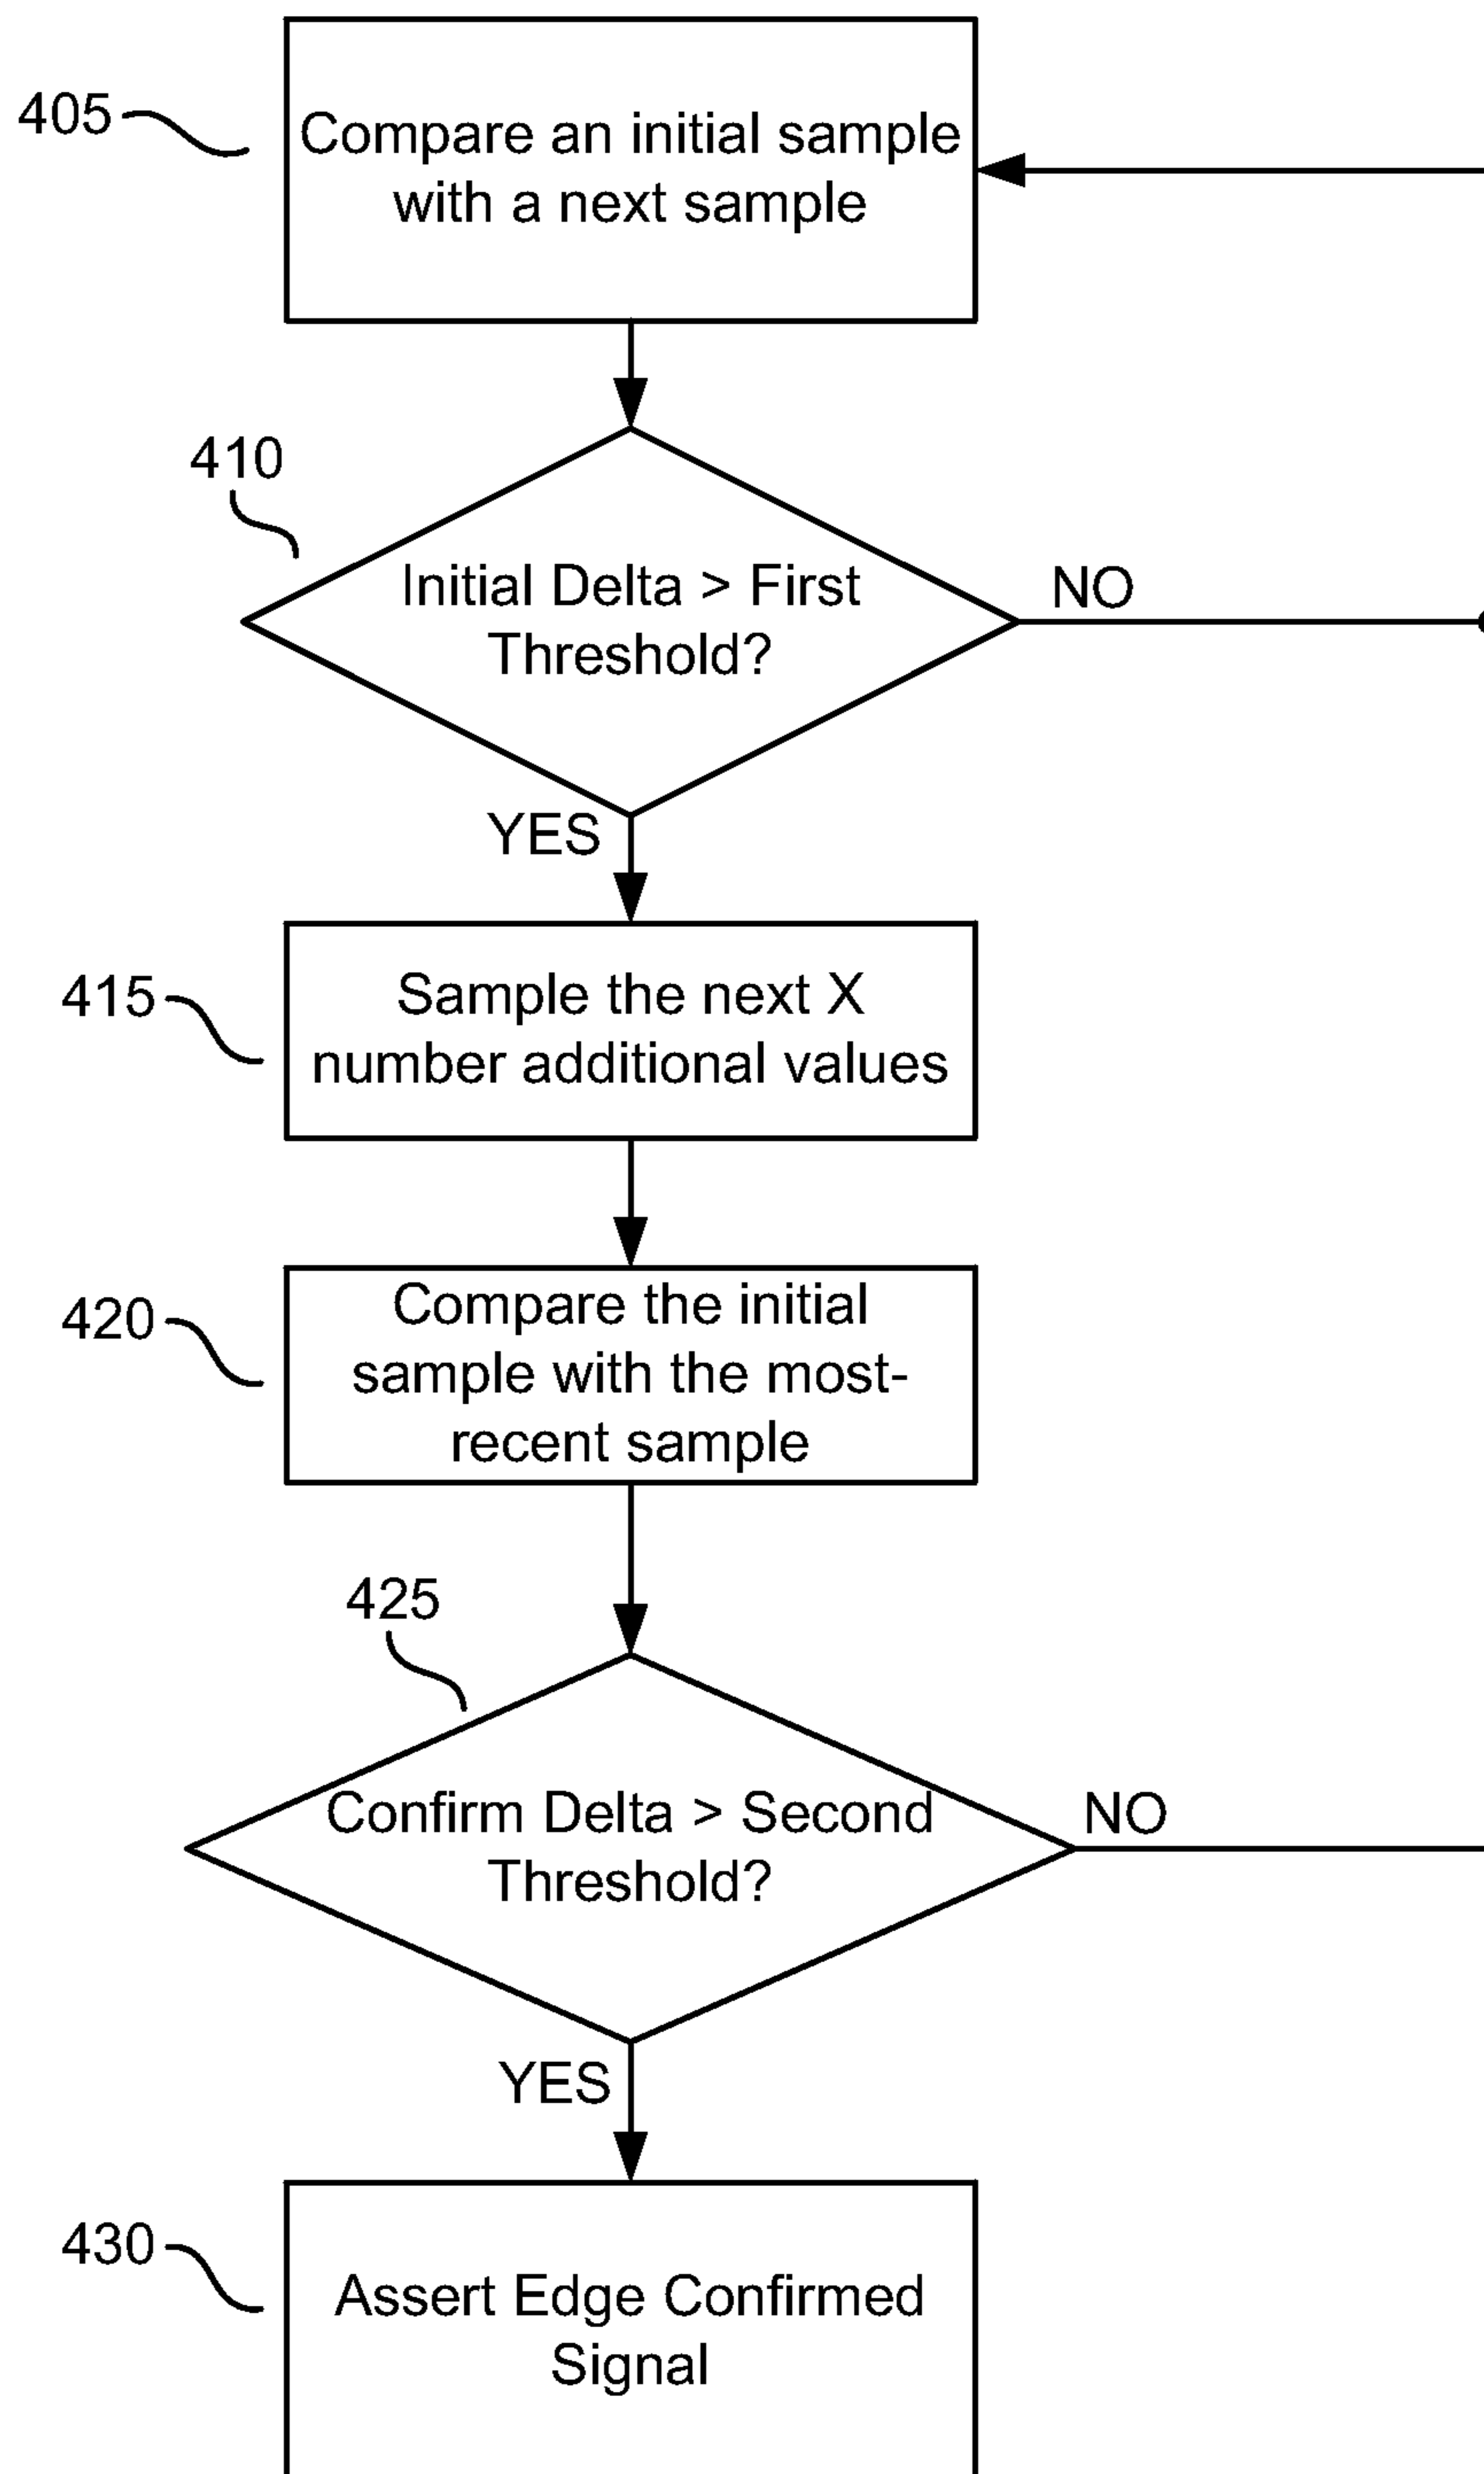 405
Compare an initial sample
with a next sample
410
Initial Delta > First
Threshold?
NO
YES
415
Sample the next X
number additional values
420
Compare the initial
sample with the most-
recent sample
425
Confirm Delta > Second
Threshold?
NO
YES
430
Assert Edge Confirmed
Signal